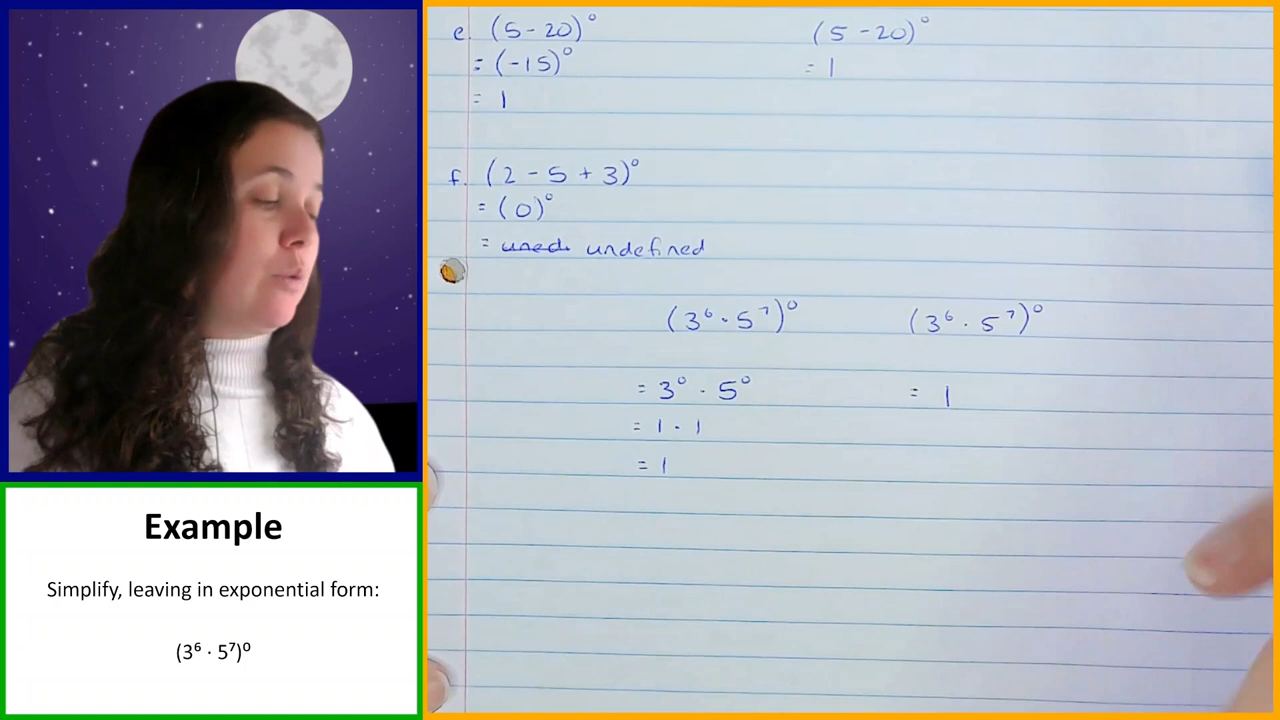 e. (5 - 20)⁰
= (-15)⁰
= 1
(5 - 20)⁰
= 1
f. (2 - 5 + 3)⁰
= (0)⁰
= undefined
(3⁶ · 5⁷)⁰
= 3⁰ · 5⁰
= 1 · 1
= 1
(3⁶ · 5⁷)⁰
= 1
Example
Simplify, leaving in exponential form:
(3⁶ · 5⁷)⁰